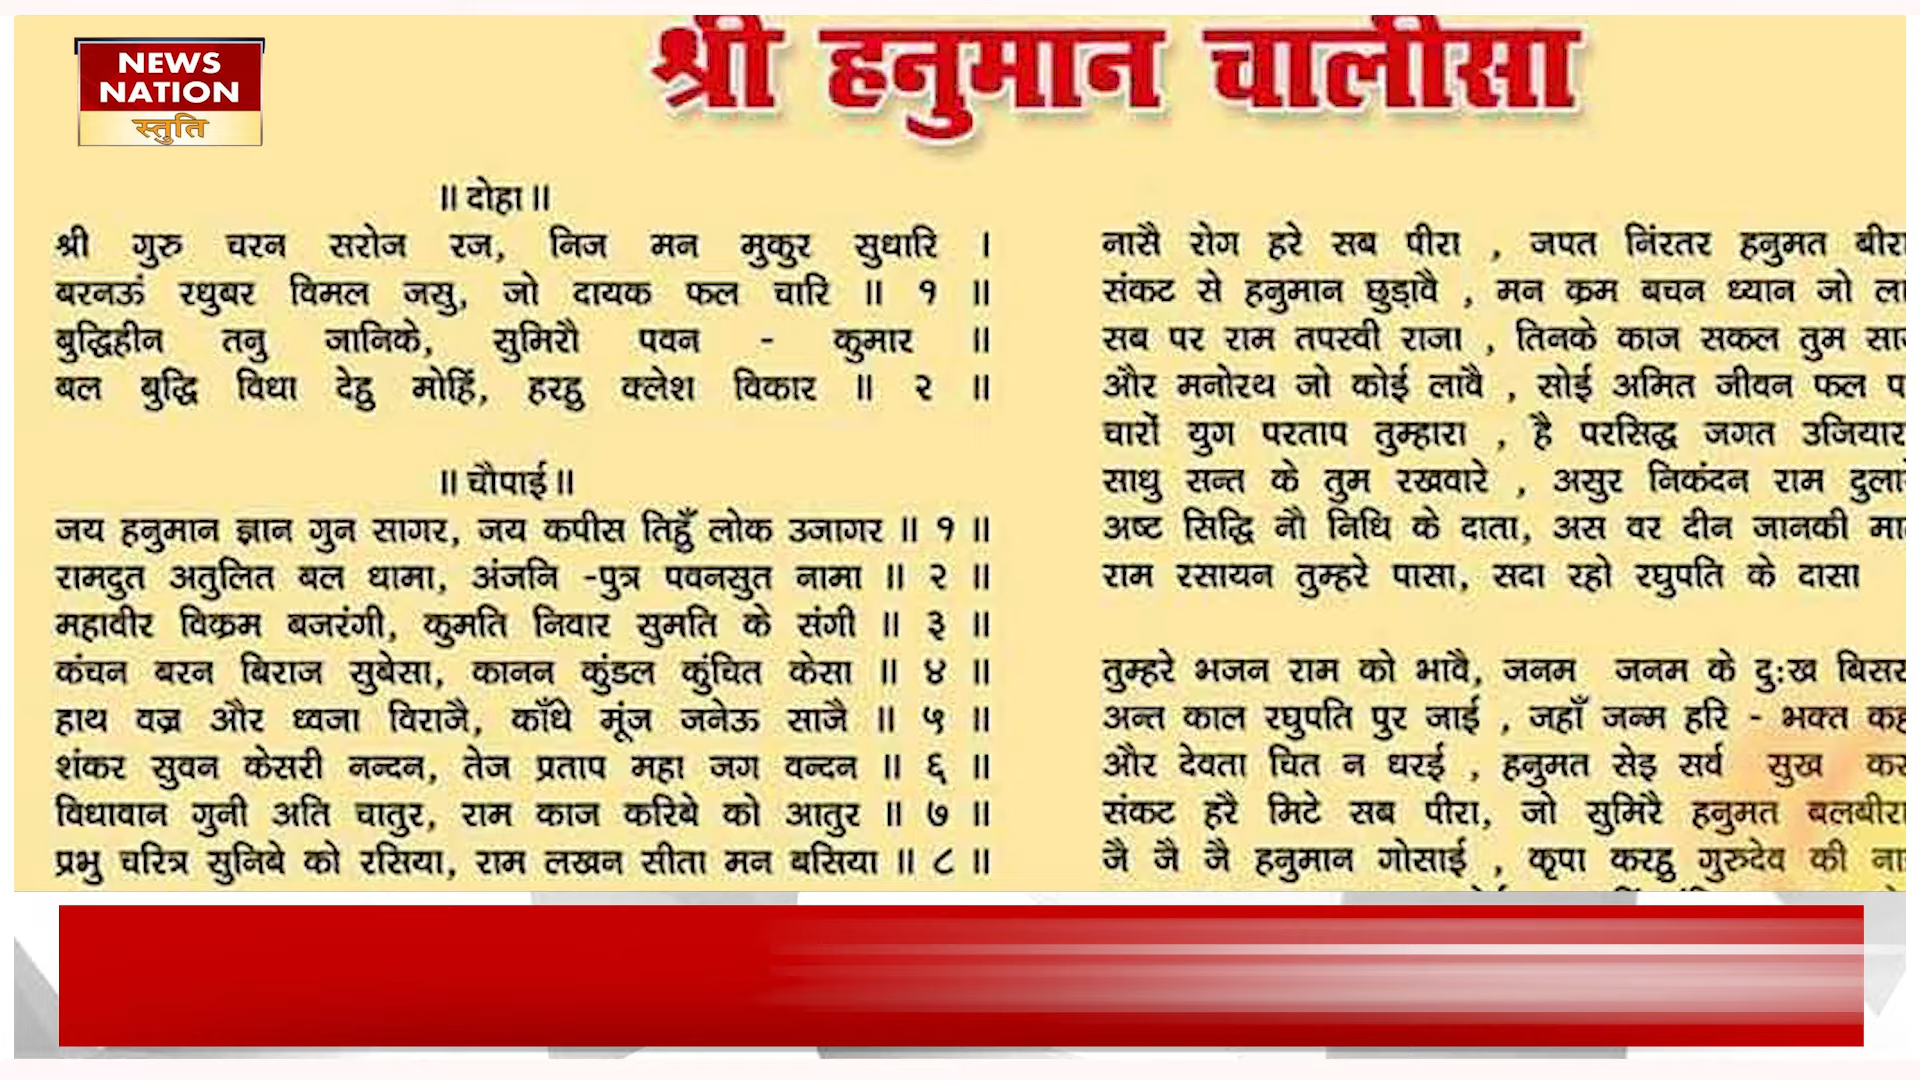 NEWS
NATION
स्तुति
श्री हनुमान चालीसा
॥ दोहा ॥
श्री गुरु चरन सरोज रज, निज मन मुकुर सुधारि ।
बरनऊं रघुबर विमल जसु, जो दायक फल चारि ॥ १ ॥
बुद्धिहीन तनु जानिके, सुमिरौ पवन - कुमार ॥
बल बुद्धि विधा देहु मोहिं, हरहु क्लेश विकार ॥ २ ॥
॥ चौपाई ॥
जय हनुमान ज्ञान गुन सागर, जय कपीस तिहुँ लोक उजागर ॥ १ ॥
रामदुत अतुलित बल धामा, अंजनि -पुत्र पवनसुत नामा ॥ २ ॥
महावीर विक्रम बजरंगी, कुमति निवार सुमति के संगी ॥ ३ ॥
कंचन बरन बिराज सुबेसा, कानन कुंडल कुंचित केसा ॥ ४ ॥
हाथ वज्र और ध्वजा विराजै, काँधे मूंज जनेऊ साजै ॥ ५ ॥
शंकर सुवन केसरी नन्दन, तेज प्रताप महा जग वन्दन ॥ ६ ॥
विधावान गुनी अति चातुर, राम काज करिबे को आतुर ॥ ७ ॥
प्रभु चरित्र सुनिबे को रसिया, राम लखन सीता मन बसिया ॥ ८ ॥
नासै रोग हरे सब पीरा , जपत निंरतर हनुमत बीरा
संकट से हनुमान छुड़ावै , मन क्रम बचन ध्यान जो
सब पर राम तपस्वी राजा , तिनके काज सकल तुम
और मनोरथ जो कोई लावै , सोई अमित जीवन फल
चारों युग परताप तुम्हारा , है परसिद्ध जगत उजियार
साधु सन्त के तुम रखवारे , असुर निकंदन राम
अष्ट सिद्धि नौ निधि के दाता, अस वर दीन जानकी
राम रसायन तुम्हरे पासा, सदा रहो रघुपति के दासा
तुम्हरे भजन राम को भावै, जनम जनम के दुःख
अन्त काल रघुपति पुर जाई , जहाँ जन्म हरि - भक्त
और देवता चित न धरई , हनुमत सेइ सर्व सुख
संकट हरै मिटे सब पीरा, जो सुमिरै हनुमत बलबीरा
जै जै जै हनुमान गोसाई , कृपा करहु गुरुदेव की